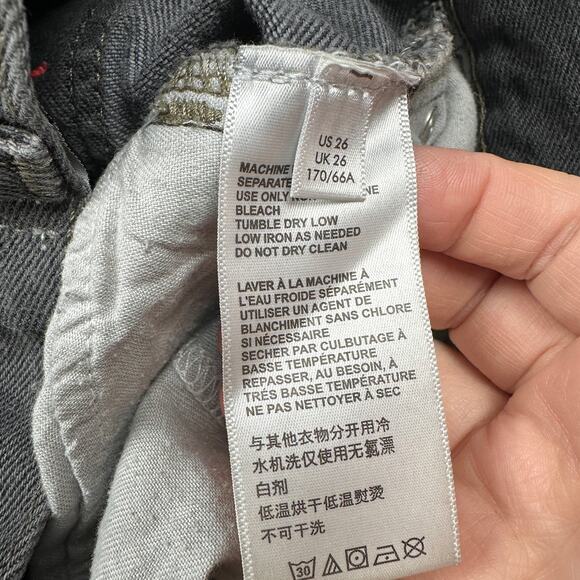 US 26
UK 26
170/66A
MACHINE
SEPARATE
USE ONLY
BLEACH
TUMBLE DRY LOW
LOW IRON AS NEEDED
DO NOT DRY CLEAN
LAVER À LA MACHINE À
L'EAU FROIDE SÉPARÉMENT
UTILISER UN AGENT DE
BLANCHIMENT SANS CHLORE
SI NÉCESSAIRE
SECHER PAR CULBUTAGE À
BASSE TEMPÉRATURE
REPASSER, AU BESOIN, À
TRÉS BASSE TEMPÉRATURE
NE PAS NETTOYER À SEC
与其他衣物分开用冷
水机洗仅使用无氯漂
白剂
低温烘干低温熨烫
不可干洗
30